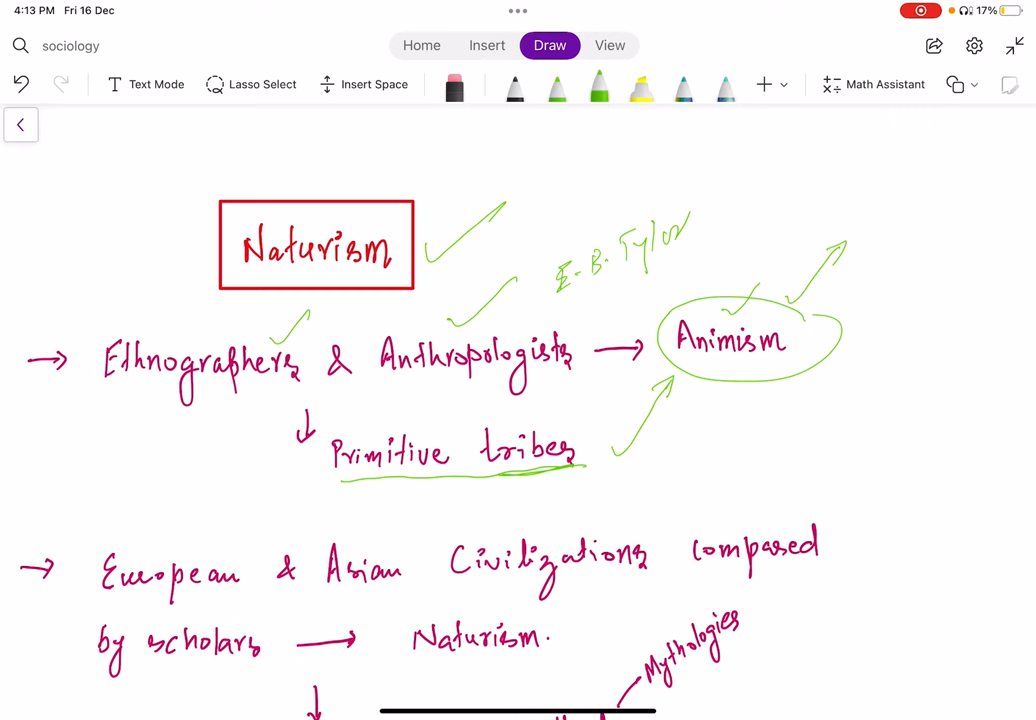 4:13 PM Fri 16 Dec
17%
sociology
Home Insert Draw View
Text Mode Lasso Select Insert Space Math Assistant
Naturism
E. B. Tylor
Ethnographers & Anthropologists → Animism
Primitive tribes
→ European & Asian Civilizations compared
by scholars → Naturism.
Mythologies